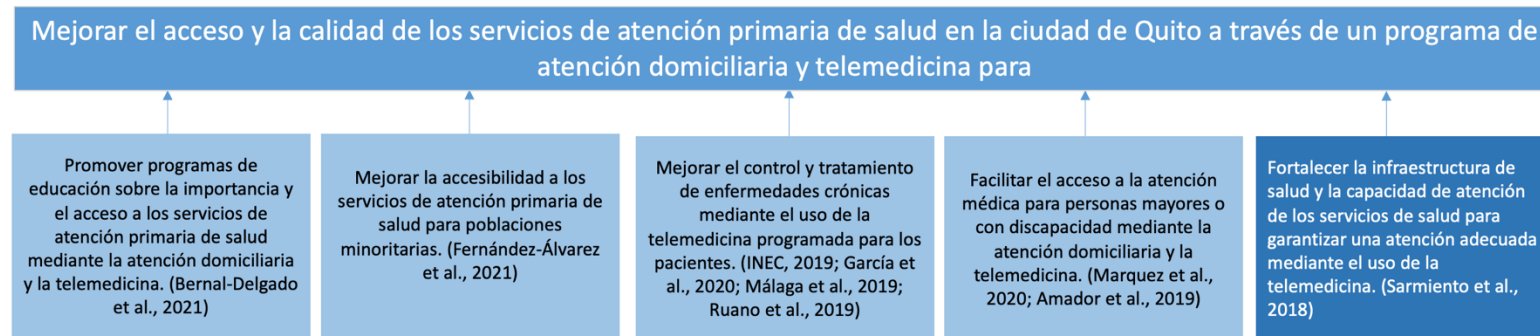 Mejorar el acceso y la calidad de los servicios de atención primaria de salud en la ciudad de Quito a través de un programa de
atención domiciliaria y telemedicina para
Promover programas de
educación sobre la importancia y
el acceso a los servicios de
atención primaria de salud
mediante la atención domiciliaria
y la telemedicina. (Bernal-Delgado
et al., 2021)
Mejorar la accesibilidad a los
servicios de atención primaria de
salud para poblaciones
minoritarias. (Fernández-Álvarez
et al., 2021)
Mejorar el control y tratamiento
de enfermedades crónicas
mediante el uso de la
telemedicina programada para los
pacientes. (INEC, 2019; García et
al., 2020; Málaga et al., 2019;
Ruano et al., 2019)
Facilitar el acceso a la atención
médica para personas mayores o
con discapacidad mediante la
atención domiciliaria y la
telemedicina. (Marquez et al.,
2020; Amador et al., 2019)
Fortalecer la infraestructura de
salud y la capacidad de atención
de los servicios de salud para
garantizar una atención adecuada
mediante el uso de la
telemedicina. (Sarmiento et al.,
2018)